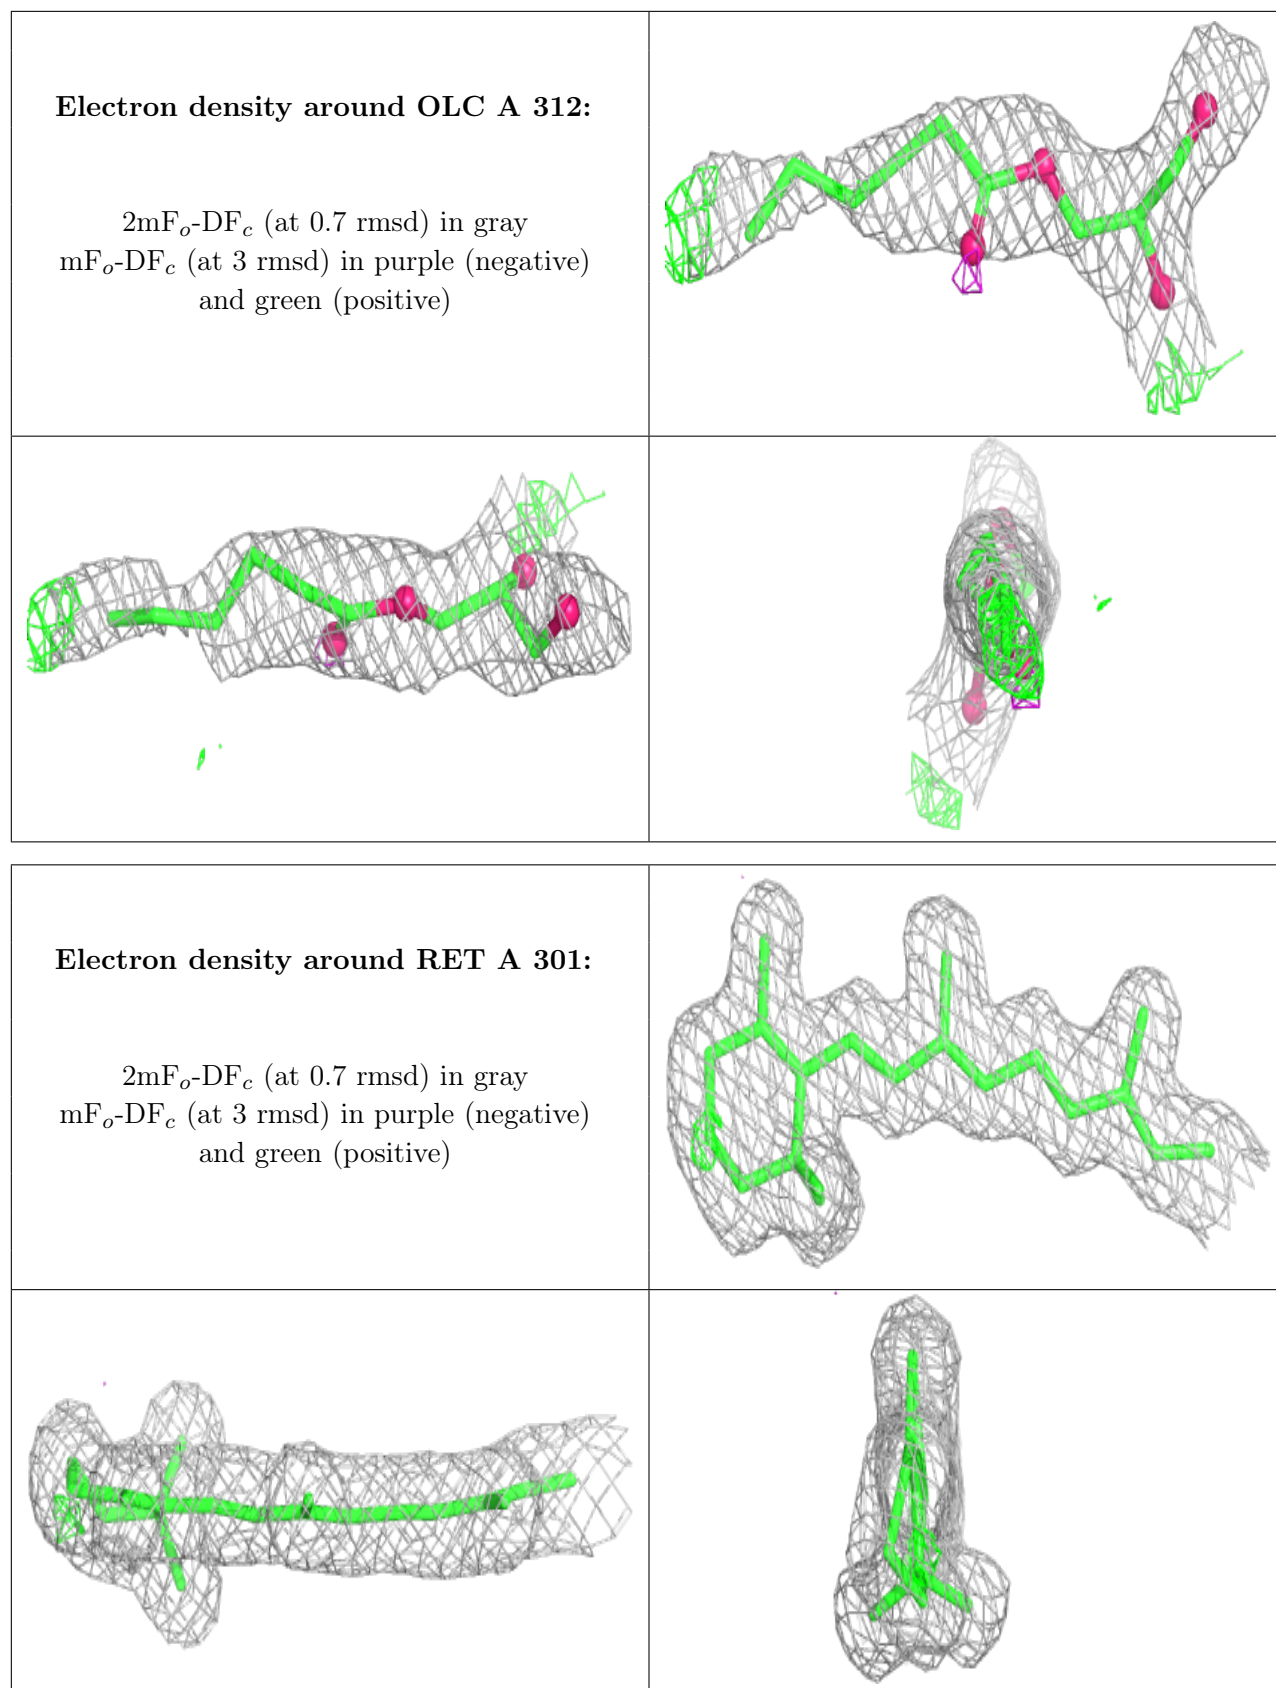 Electron density around OLC A 312:
2mFo-DFc (at 0.7 rmsd) in gray
mFo-DFc (at 3 rmsd) in purple (negative)
and green (positive)
Electron density around RET A 301:
2mFo-DFc (at 0.7 rmsd) in gray
mFo-DFc (at 3 rmsd) in purple (negative)
and green (positive)